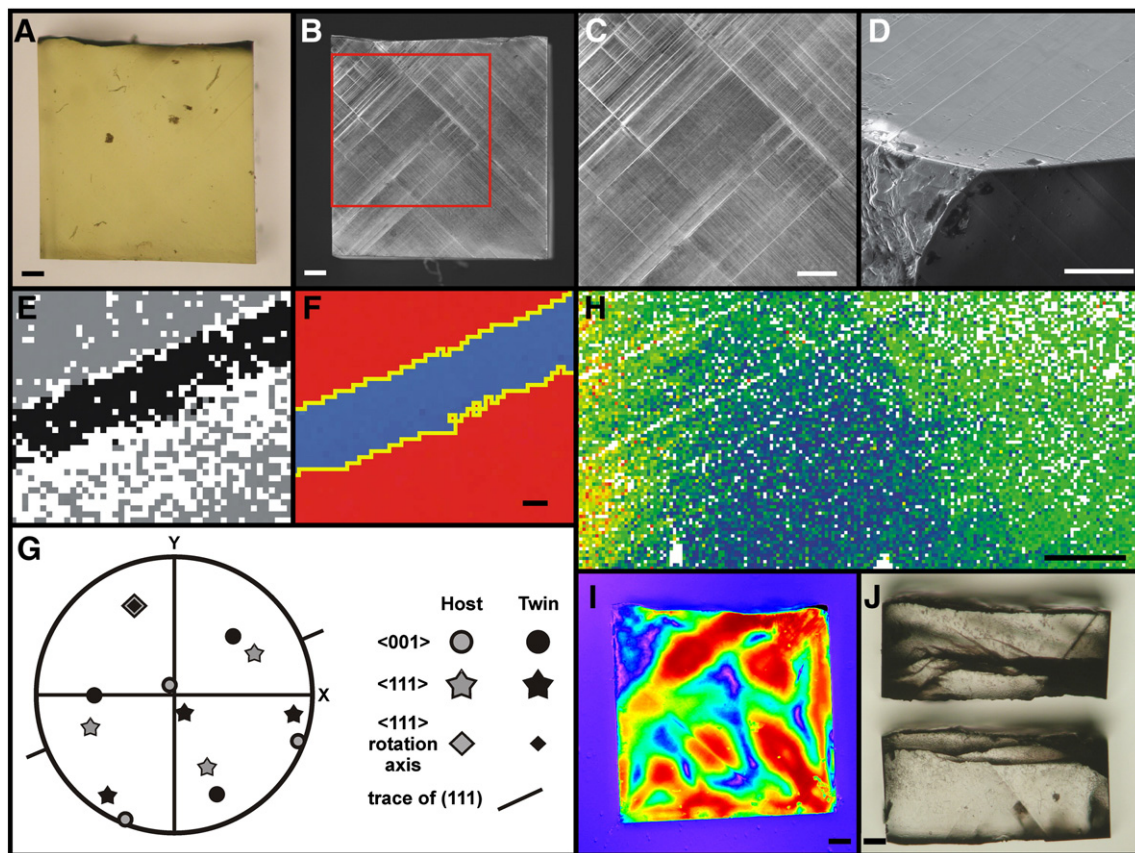 A
B
C
D
E
F
H
G
Y
X
Host Twin
<001>
<111>
<111>
rotation
axis
trace of (111)
I
J